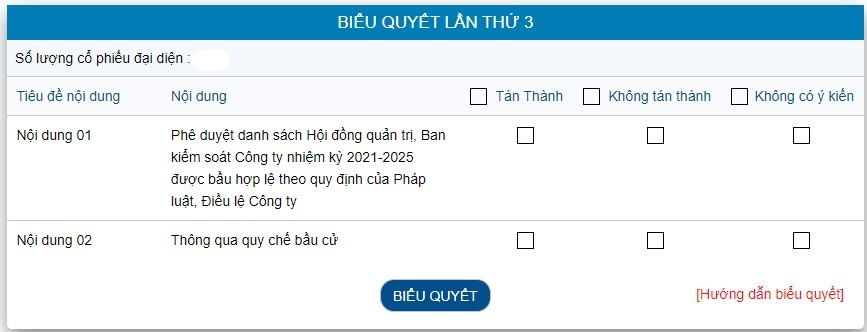 BIỂU QUYẾT LẦN THỨ 3
Số lượng cổ phiếu đại diện :
Tiêu đề nội dung Nội dung Tán Thành Không tán thành Không có ý kiến
Nội dung 01 Phê duyệt danh sách Hội đồng quản trị, Ban
kiểm soát Công ty nhiệm kỳ 2021-2025
được bầu hợp lệ theo quy định của Pháp
luật, Điều lệ Công ty
Nội dung 02 Thông qua quy chế bầu cử
BIỂU QUYẾT [Hướng dẫn biểu quyết]